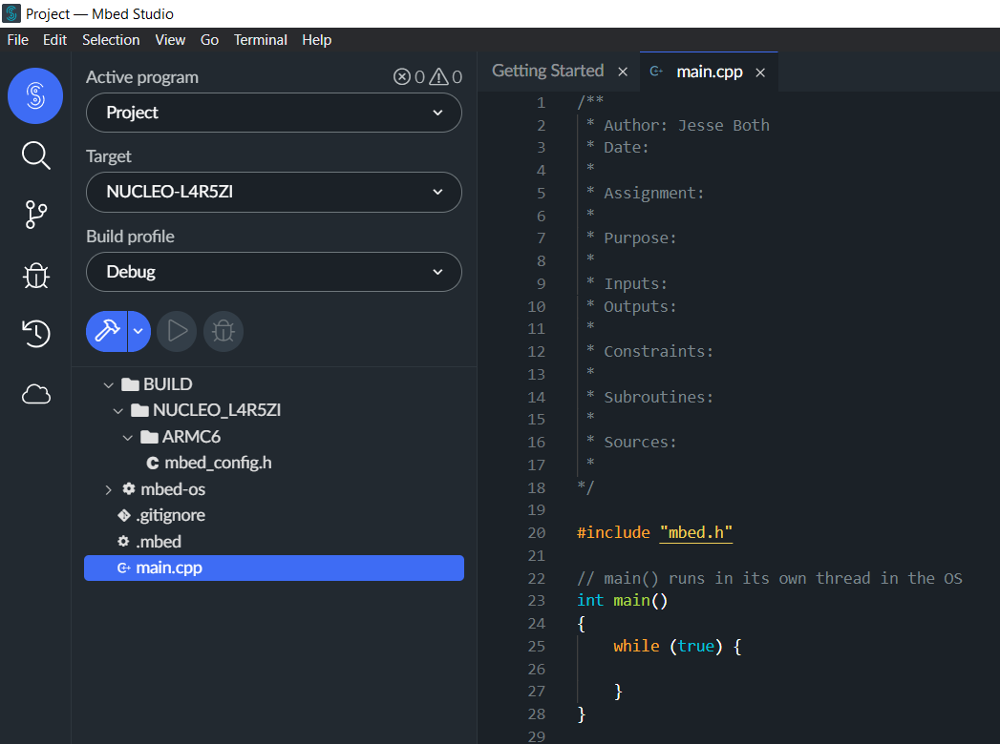 Project — Mbed Studio
File Edit Selection View Go Terminal Help
Active program
0 0
Project
Target
NUCLEO-L4R5ZI
Build profile
Debug
BUILD
NUCLEO_L4R5ZI
ARMC6
C mbed_config.h
mbed-os
.gitignore
.mbed
main.cpp
Getting Started × main.cpp ×
1 /**
2 * Author: Jesse Both
3 * Date:
4 *
5 * Assignment:
6 *
7 * Purpose:
8 *
9 * Inputs:
10 * Outputs:
11 *
12 * Constraints:
13 *
14 * Subroutines:
15 *
16 * Sources:
17 *
18 */
19
20 #include "mbed.h"
21
22 // main() runs in its own thread in the OS
23 int main()
24 {
25 while (true) {
26
27 }
28 }
29